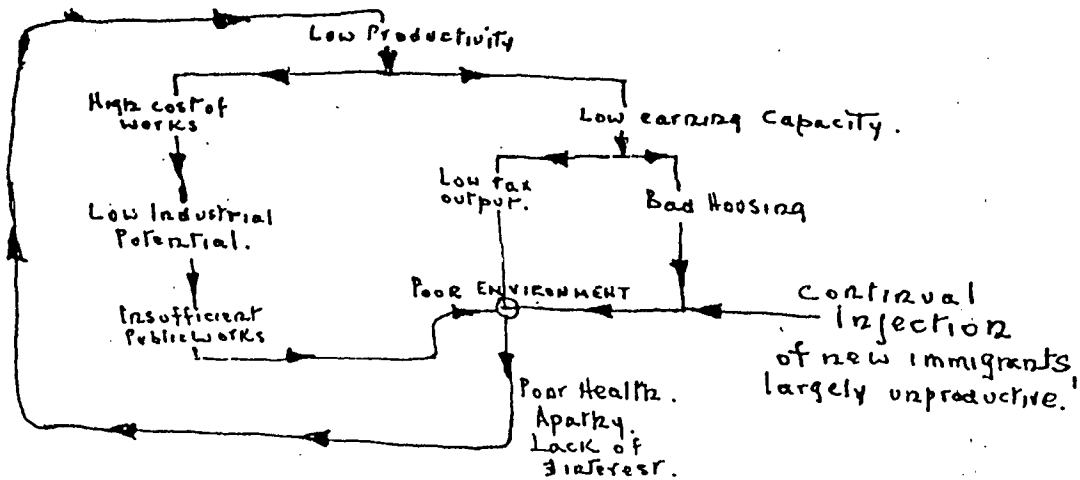 Low Productivity
High cost of
works
Low earning Capacity.
Low tax
output.
Bad Housing
Low Industrial
Potential.
POOR ENVIRONMENT
Insufficient
Public works
Continual
Injection
of new immigrants,
largely unproductive.'
Poor Health.
Apathy.
Lack of
Interest.